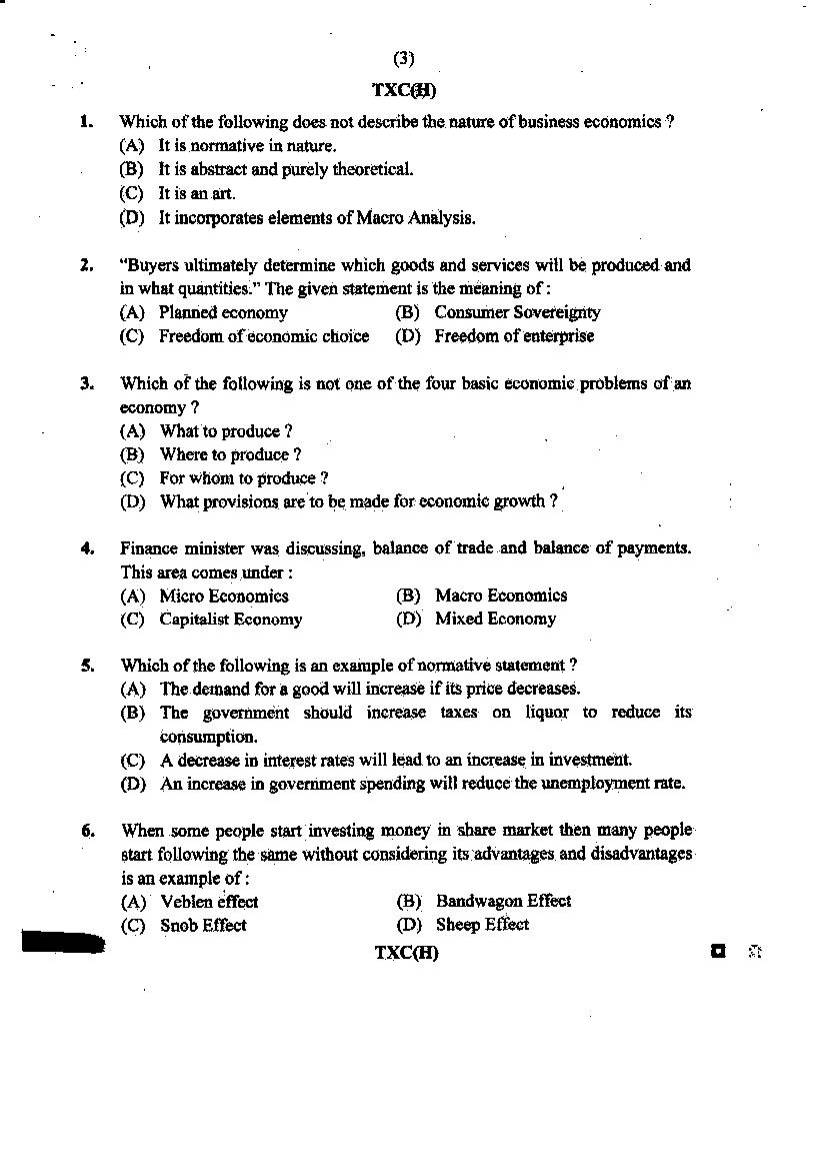 (3)
TXC(H)
1. Which of the following does not describe the nature of business economics ?
(A) It is normative in nature.
(B) It is abstract and purely theoretical.
(C) It is an art.
(D) It incorporates elements of Macro Analysis.
2. “Buyers ultimately determine which goods and services will be produced and
in what quantities.” The given statement is the meaning of :
(A) Planned economy (B) Consumer Sovereignty
(C) Freedom of economic choice (D) Freedom of enterprise
3. Which of the following is not one of the four basic economic problems of an
economy ?
(A) What to produce ?
(B) Where to produce ?
(C) For whom to produce ?
(D) What provisions are to be made for economic growth ?
4. Finance minister was discussing, balance of trade and balance of payments.
This area comes under :
(A) Micro Economics (B) Macro Economics
(C) Capitalist Economy (D) Mixed Economy
5. Which of the following is an example of normative statement ?
(A) The demand for a good will increase if its price decreases.
(B) The government should increase taxes on liquor to reduce its
consumption.
(C) A decrease in interest rates will lead to an increase in investment.
(D) An increase in government spending will reduce the unemployment rate.
6. When some people start investing money in share market then many people
start following the same without considering its advantages and disadvantages
is an example of :
(A) Veblen effect (B) Bandwagon Effect
(C) Snob Effect (D) Sheep Effect
TXC(H)